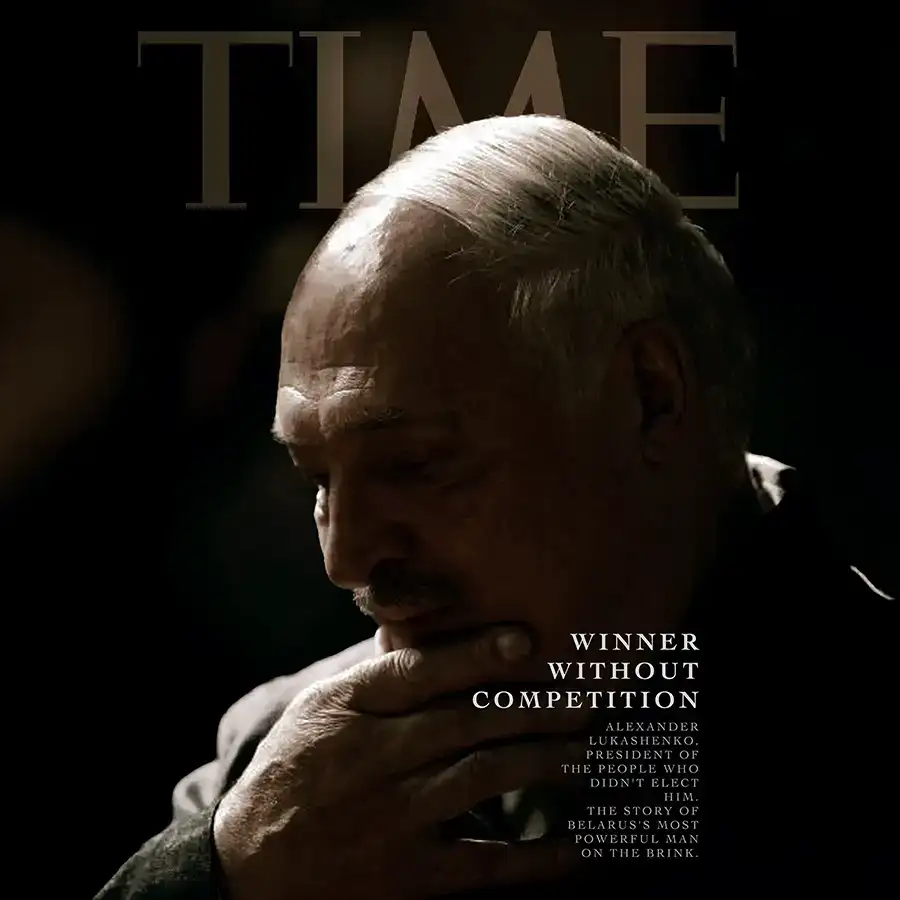 TIME
WINNER
WITHOUT
COMPETITION
ALEXANDER
LUKASHENKO,
PRESIDENT OF
THE PEOPLE WHO
DIDN'T ELECT
HIM.
THE STORY OF
BELARUS'S MOST
POWERFUL MAN
ON THE BRINK.